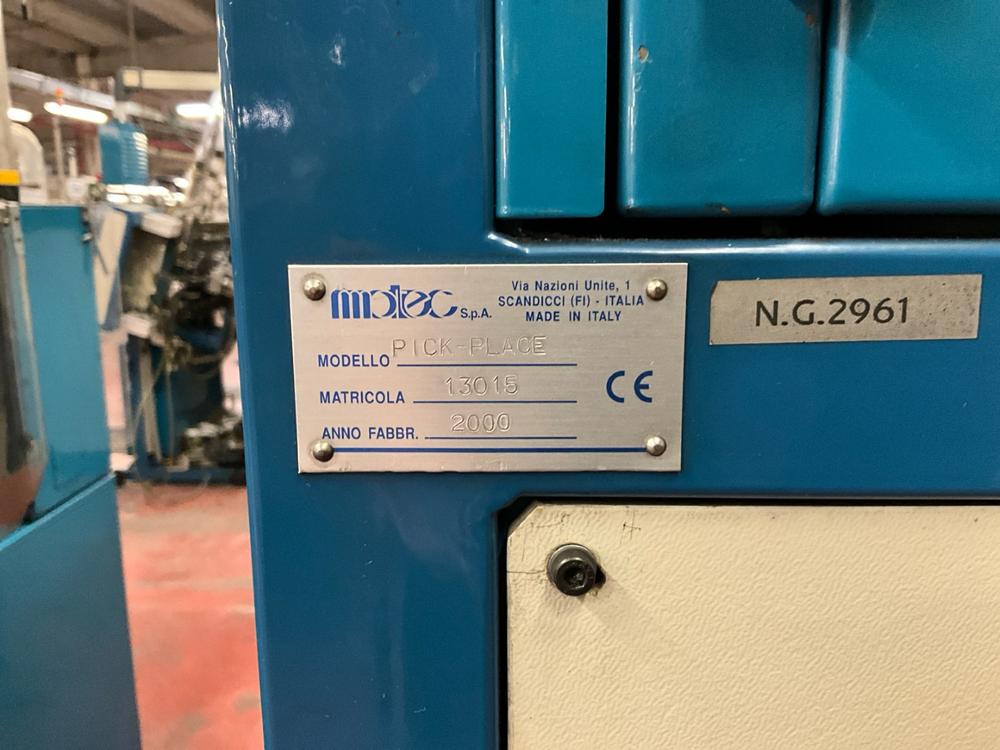 matec S.p.A.
Via Nazioni Unite, 1
SCANDICCI (FI) - ITALIA
MADE IN ITALY
MODELLO PICK-PLACE
MATRICOLA 13015
ANNO FABBR. 2000
CE
N.G.2961